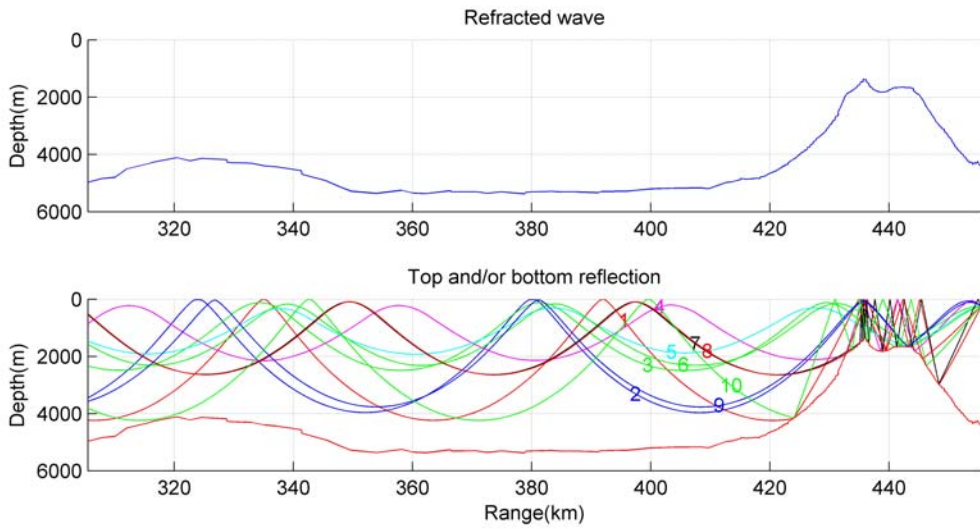 Refracted wave
0
2000
4000
6000
Depth(m)
320 340 360 380 400 420 440
Top and/or bottom reflection
0
2000
4000
6000
Depth(m)
1 4
7
5 8
3 6
10
2 9
320 340 360 380 400 420 440
Range(km)